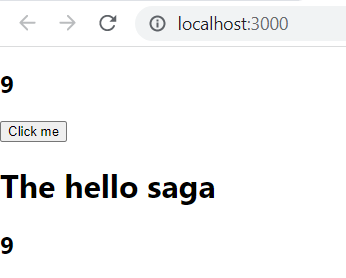 localhost:3000
9
Click me
The hello saga
9